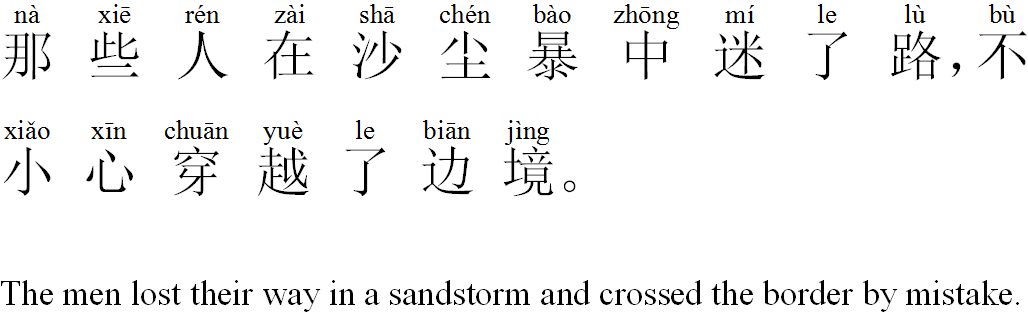 nà xiē rén zài shā chén bào zhōng mí le lù bù
那些人在沙尘暴中迷了路，不
xiǎo xīn chuān yuè le biān jìng
小心穿越了边境。
The men lost their way in a sandstorm and crossed the border by mistake.